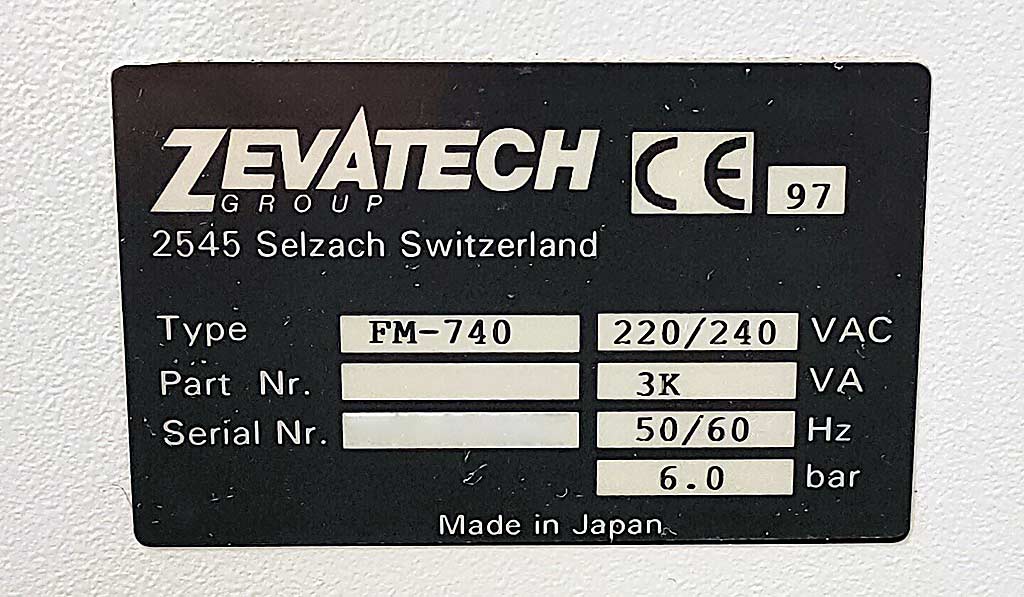 ZEVATECH CE 97
GROUP
2545 Selzach Switzerland
Type FM-740 220/240 VAC
Part Nr. 3K VA
Serial Nr. 50/60 Hz
6.0 bar
Made in Japan